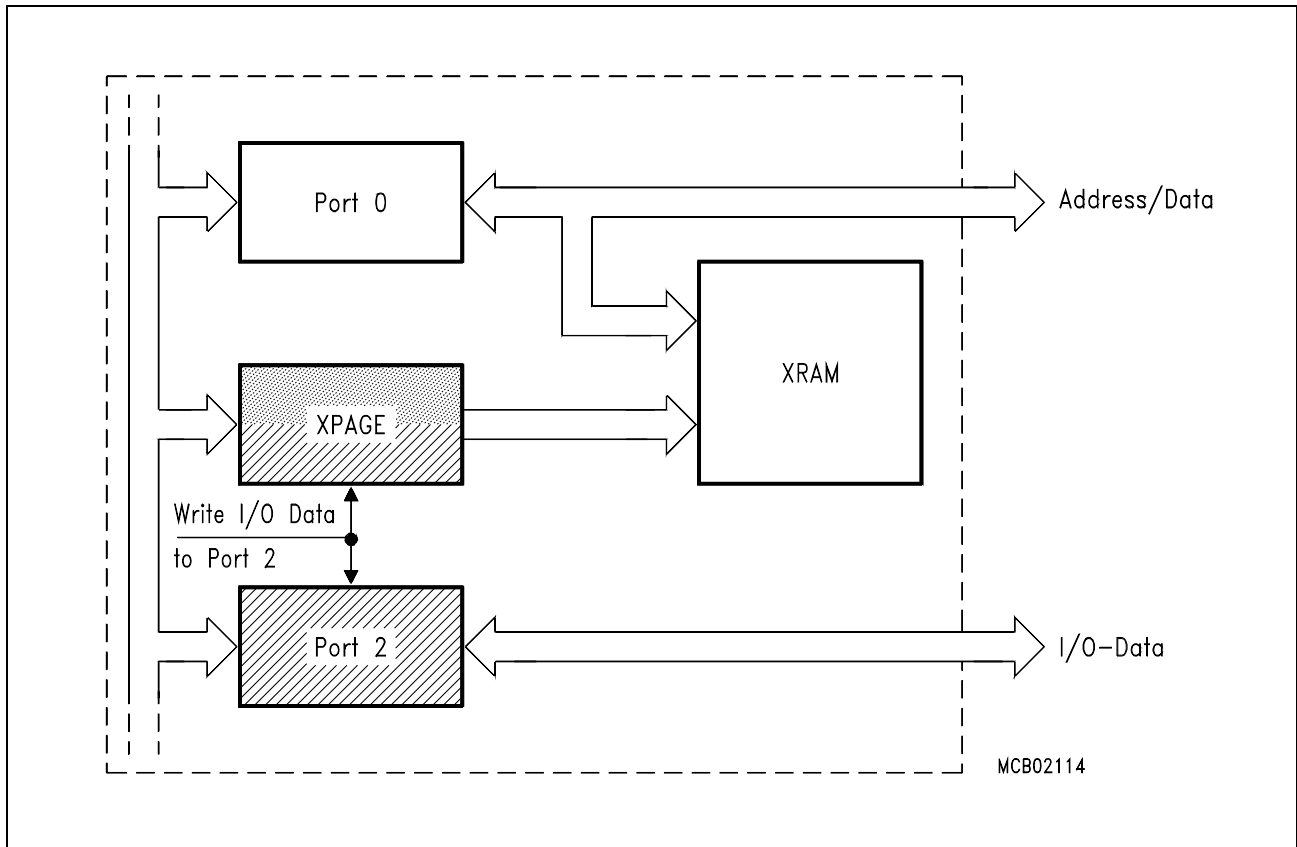 Port 0
Address/Data
XRAM
XPAGE
Write I/O Data
to Port 2
Port 2
I/O-Data
MCB02114